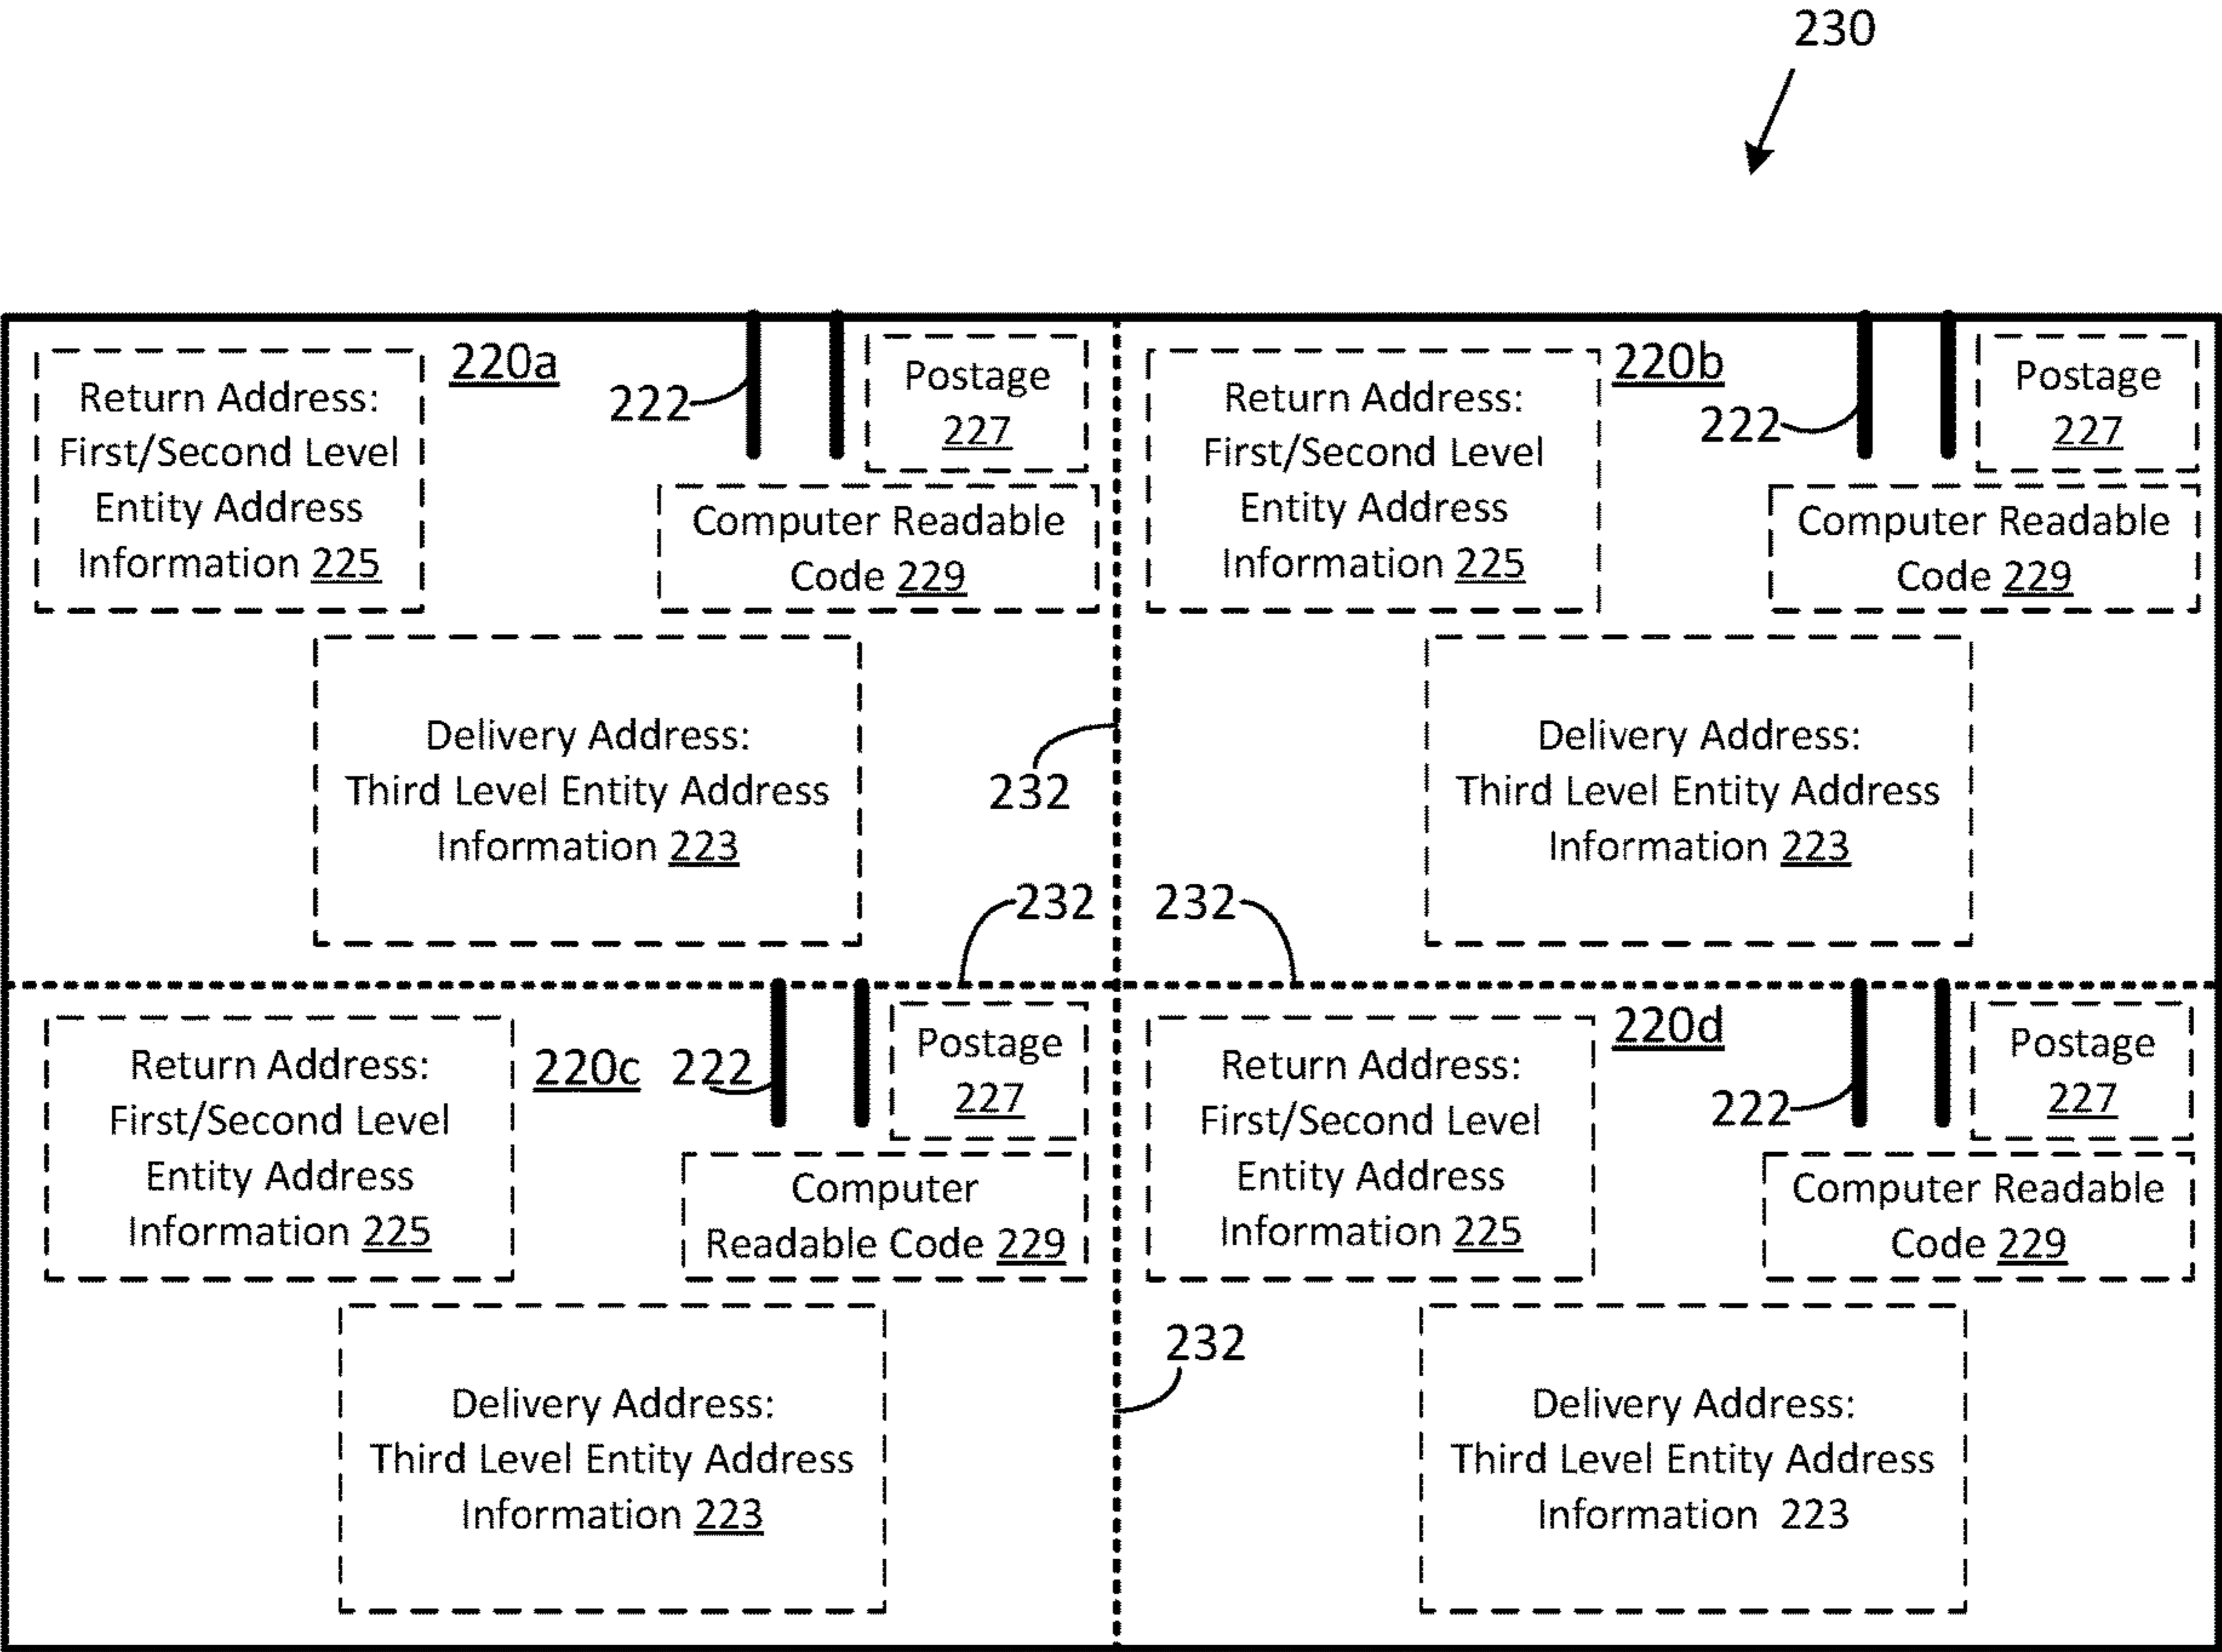 230
220a
Return Address:
First/Second Level
Entity Address
Information 225
222
Postage
227
Computer Readable
Code 229
Delivery Address:
Third Level Entity Address
Information 223
232
220b
Return Address:
First/Second Level
Entity Address
Information 225
222
Postage
227
Computer Readable
Code 229
Delivery Address:
Third Level Entity Address
Information 223
232
232
Return Address:
First/Second Level
Entity Address
Information 225
220c
222
Postage
227
Computer
Readable Code 229
Delivery Address:
Third Level Entity Address
Information 223
232
Return Address:
First/Second Level
Entity Address
Information 225
220d
222
Postage
227
Computer Readable
Code 229
Delivery Address:
Third Level Entity Address
Information 223